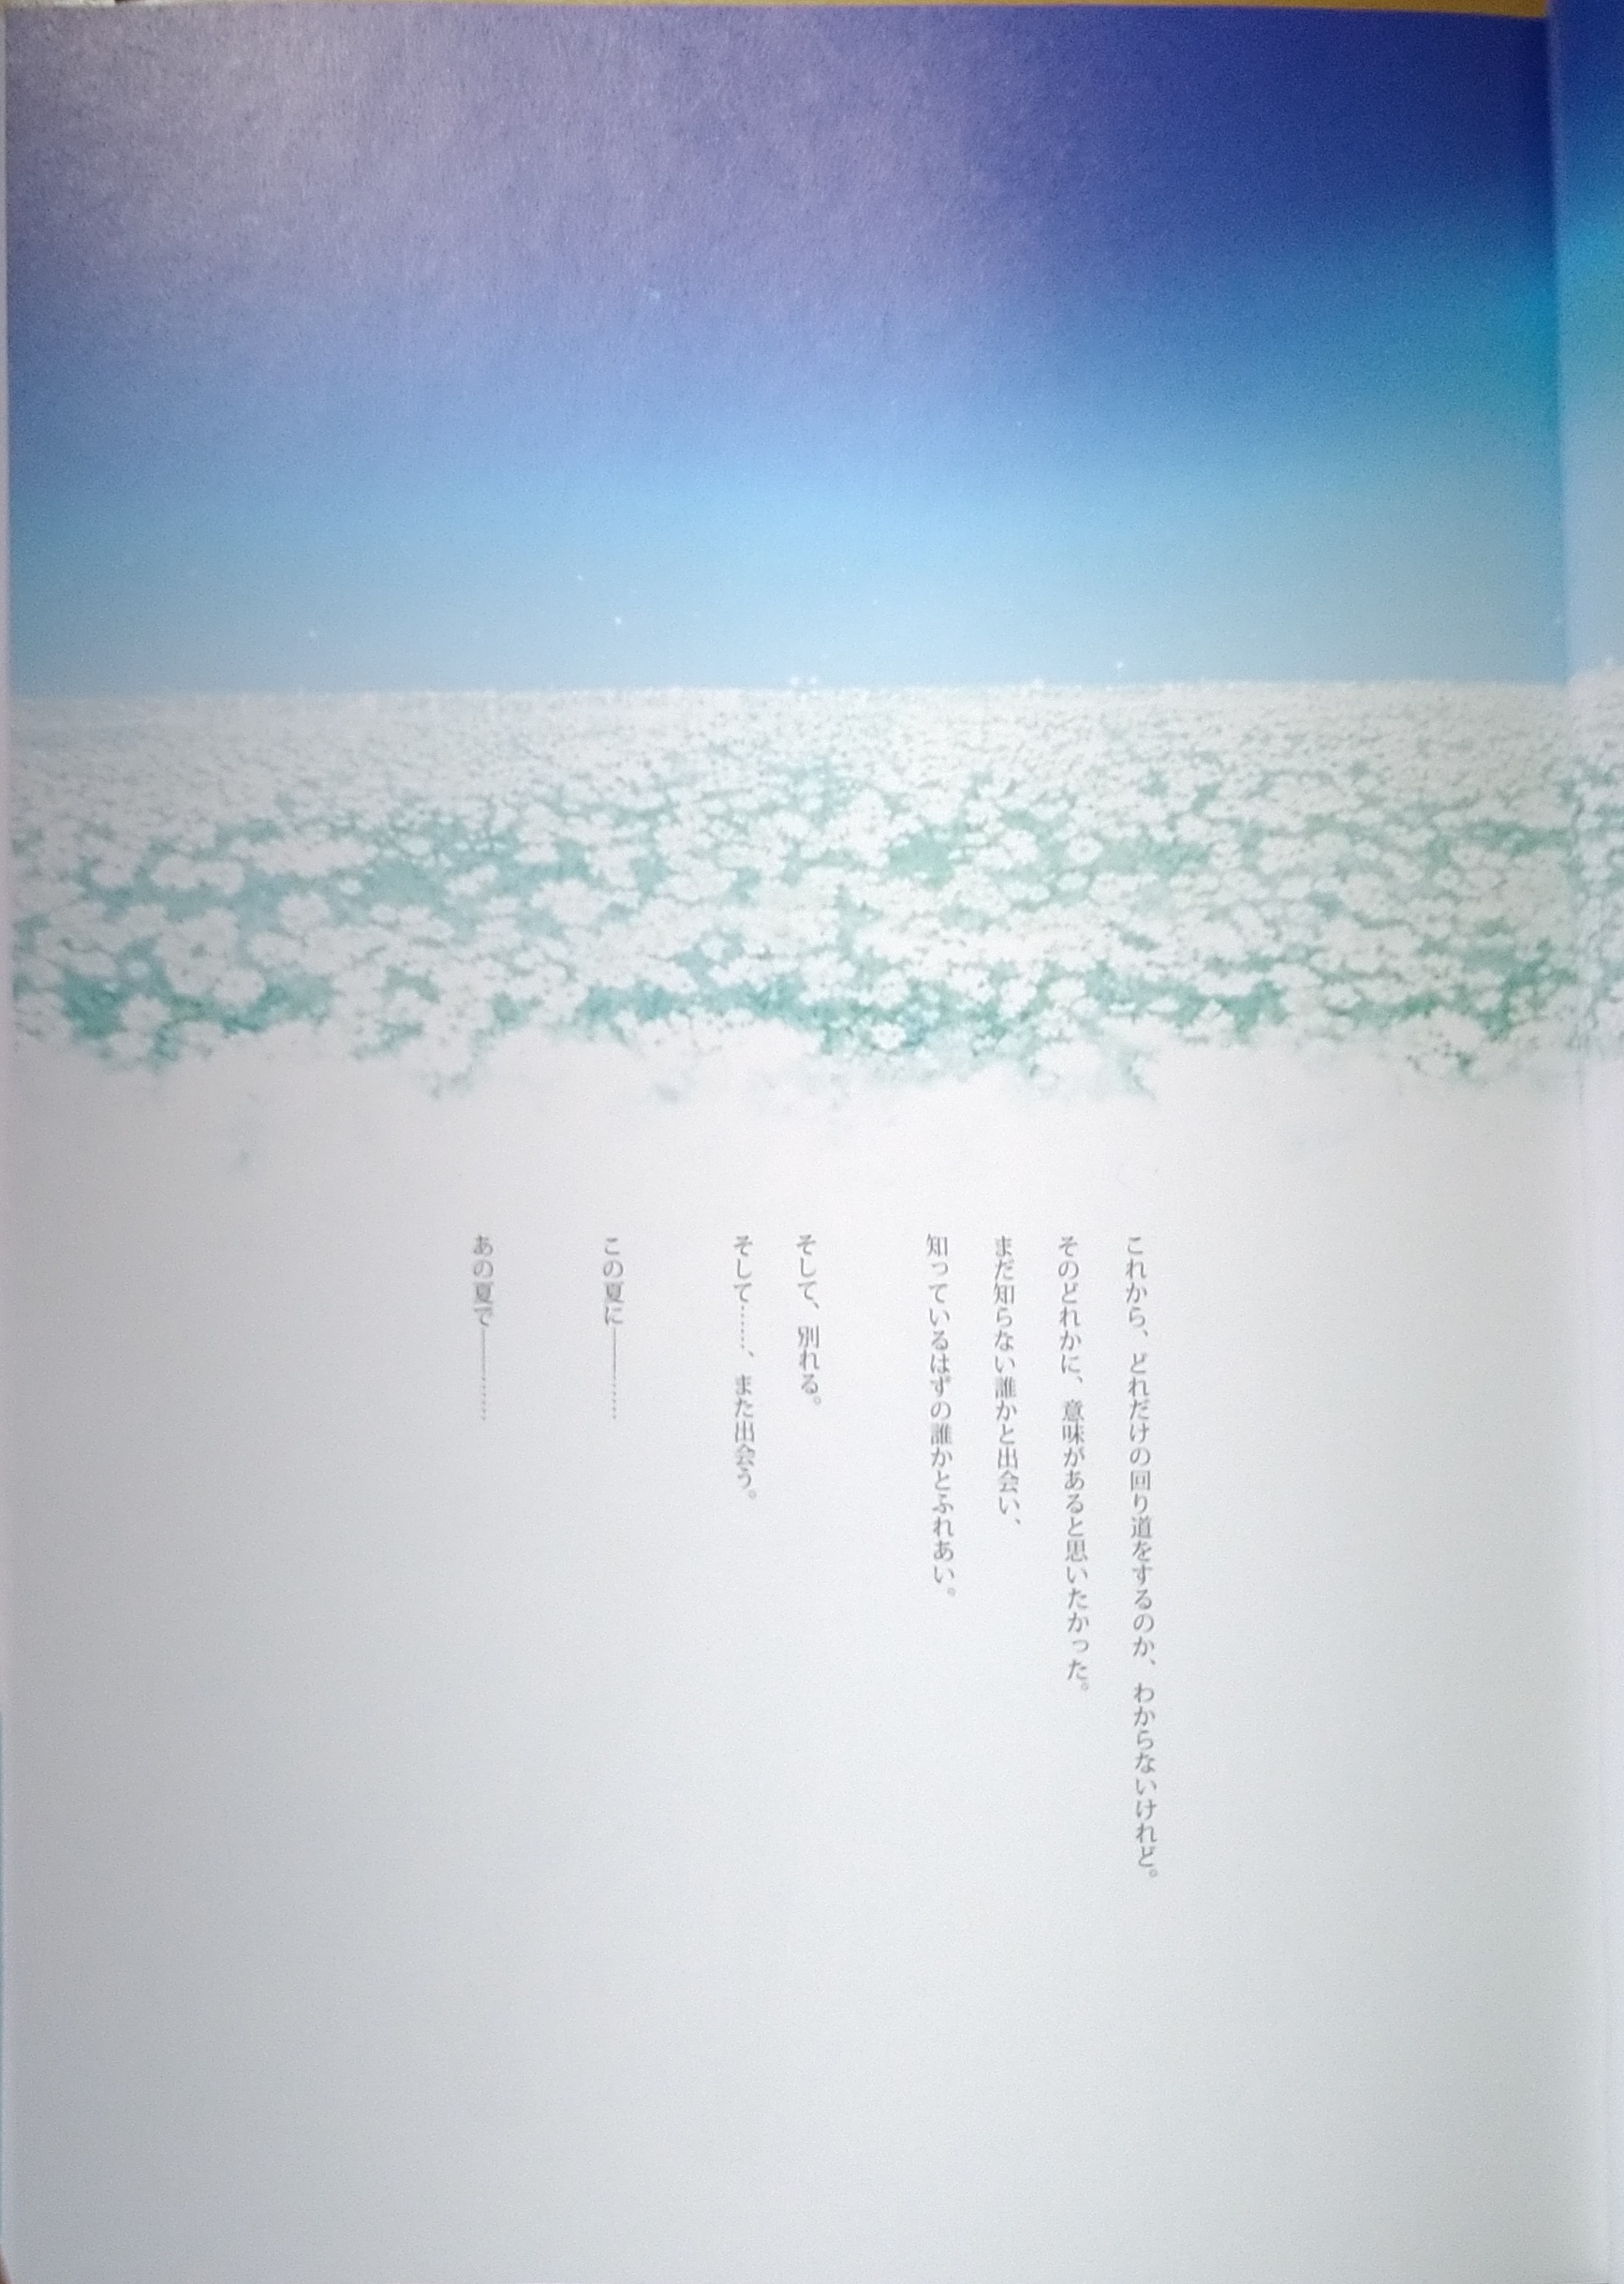 これから、どれだけの回り道をするのか、わからないけれど。
そのどれかに、意味があると思いたかった。
まだ知らない誰かと出会い、
知っているはずの誰かとふれあい。
そして、別れる。
そして……、また出会う。
この夏に――……
あの夏で――……